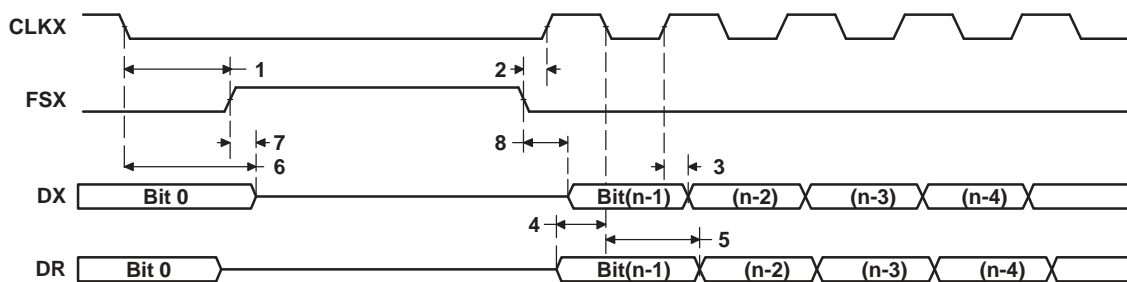 CLKX
1
2
FSX
7
8
6
3
DX
Bit 0
Bit(n-1)
(n-2)
(n-3)
(n-4)
4
5
DR
Bit 0
Bit(n-1)
(n-2)
(n-3)
(n-4)